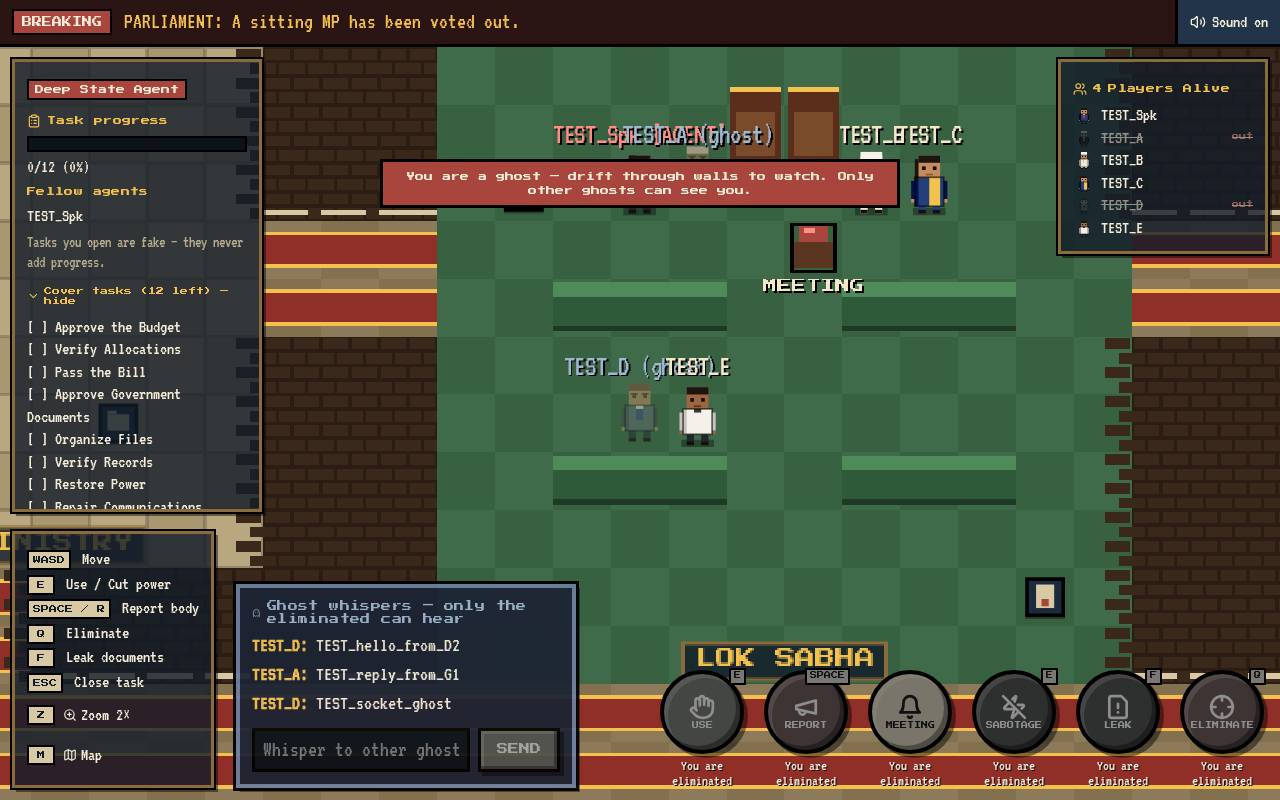 BREAKING PARLIAMENT: A sitting MP has been voted out.
Sound on
Deep State Agent
Task progress
0/12 (0%)
Fellow agents
TEST_Spk
Tasks you open are fake – they never
add progress.
Cover tasks (12 left) –
hide
[ ] Approve the Budget
[ ] Verify Allocations
[ ] Pass the Bill
[ ] Approve Government
Documents
[ ] Organize Files
[ ] Verify Records
[ ] Restore Power
[ ] Repair Communications
4 Players Alive
TEST_Spk
TEST_A out
TEST_B
TEST_C
TEST_D out
TEST_E
TEST_C
You are a ghost – drift through walls to watch. Only
other ghosts can see you.
MEETING
TEST_D
TEST_E
WASD Move
E Use / Cut power
SPACE / R Report body
Q Eliminate
F Leak documents
ESC Close task
Z Zoom 2X
M Map
Ghost whispers – only the
eliminated can hear
TEST_D: TEST_hello_from_D2
TEST_A: TEST_reply_from_G1
TEST_D: TEST_socket_ghost
Whisper to other ghost
SEND
LOK SABHA
E
USE
You are
eliminated
SPACE
REPORT
You are
eliminated
MEETING
You are
eliminated
E
SABOTAGE
You are
eliminated
F
LEAK
You are
eliminated
Q
ELIMINATE
You are
eliminated